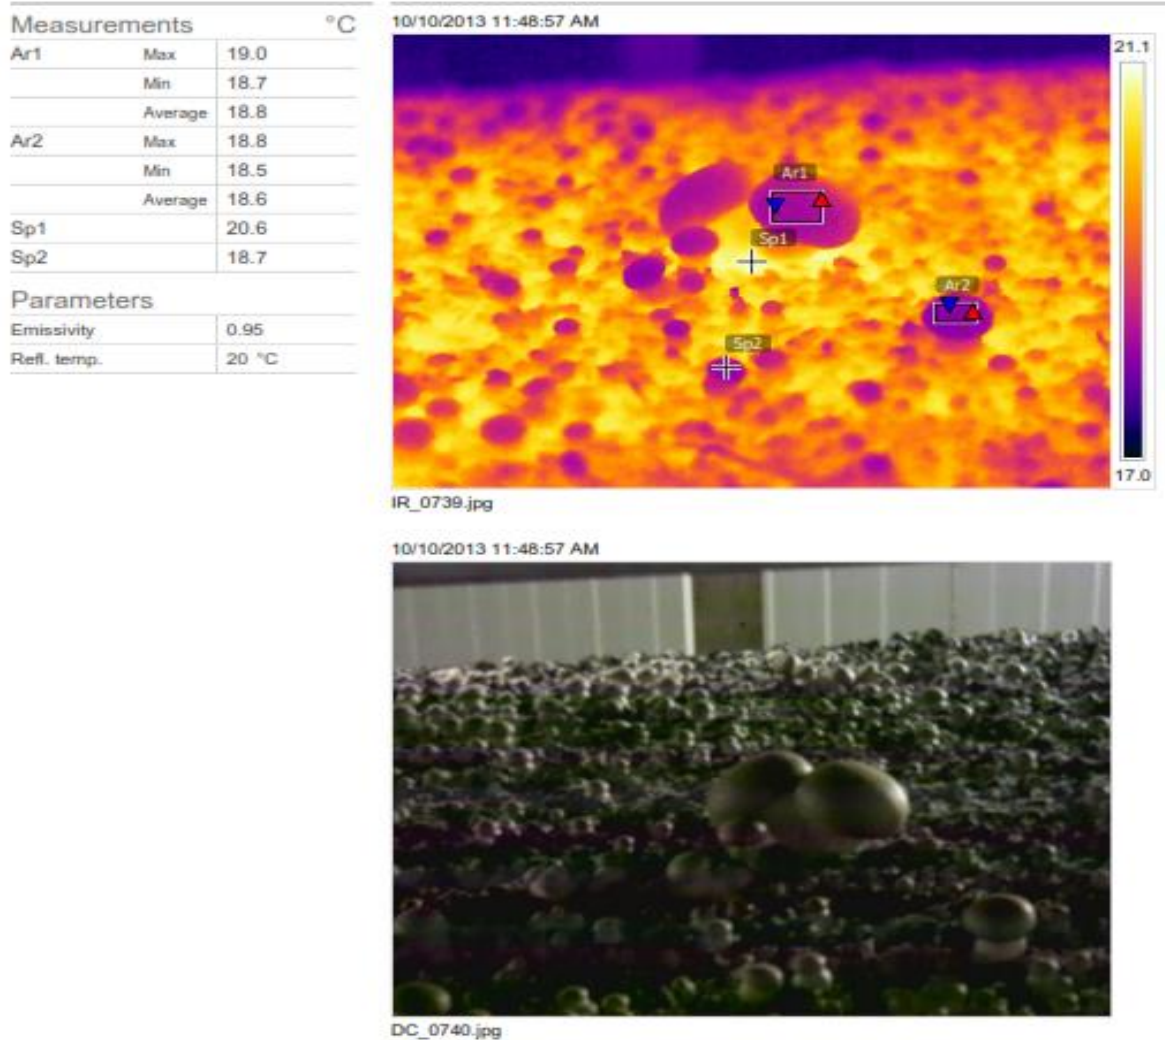 Measurements °C
Ar1 Max 19.0
Min 18.7
Average 18.8
Ar2 Max 18.8
Min 18.5
Average 18.6
Sp1 20.6
Sp2 18.7
Parameters
Emissivity 0.95
Refl. temp. 20 °C
10/10/2013 11:48:57 AM
21.1
Ar1
Sp1
Ar2
Sp2
17.0
IR_0739.jpg
10/10/2013 11:48:57 AM
DC_0740.jpg